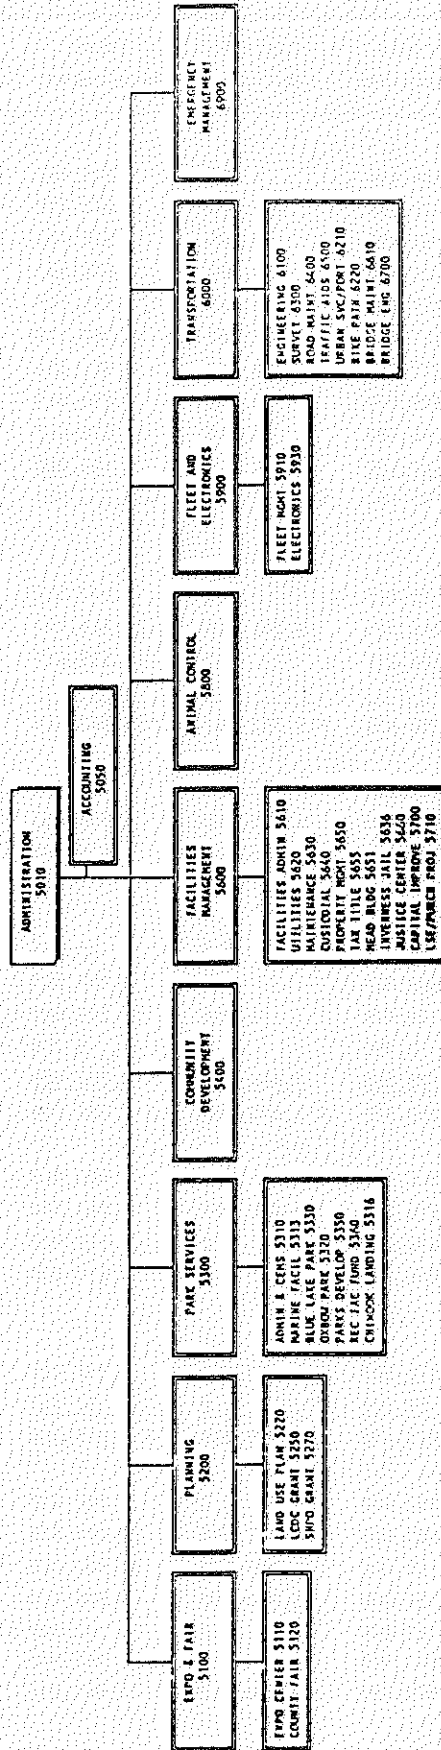 ADMINISTRATION
5010
ACCOUNTING
5050
EXPO & FAIR
5100
EXPO CENTER 5110
COUNTY FAIR 5120
PLANNING
5200
LAND USE PLAN 5220
LCDC GRANT 5250
SHPO GRANT 5270
PARK SERVICES
5300
ADMIN & CEMS 5310
MARINE FACIL 5313
BLUE LAKE PARK 5330
OXBOW PARK 5320
PARKS DEVELOP 5350
REC FAC FUND 5360
CHINOOK LANDING 5316
COMMUNITY
DEVELOPMENT
5400
FACILITIES
MANAGEMENT
5600
FACILITIES ADMIN 5610
UTILITIES 5620
MAINTENANCE 5630
CUSTODIAL 5640
PROPERTY MGMT 5650
TAX TITLE 5655
MEAD BLDG 5651
INVERNESS JAIL 5636
JUSTICE CENTER 5660
CAPITAL IMPROVE 5700
LSE/PURCH PROJ 5710
ANIMAL CONTROL
5800
FLEET AND
ELECTRONICS
5900
FLEET MGMT 5910
ELECTRONICS 5930
TRANSPORTATION
6000
ENGINEERING 6100
SURVEY 6300
ROAD MAINT 6400
TRAFFIC AIDS 6500
URBAN SVC/PORT 6210
BIKE PATH 6220
BRIDGE MAINT 6610
BRIDGE ENG 6700
EMERGENCY
MANAGEMENT
6900